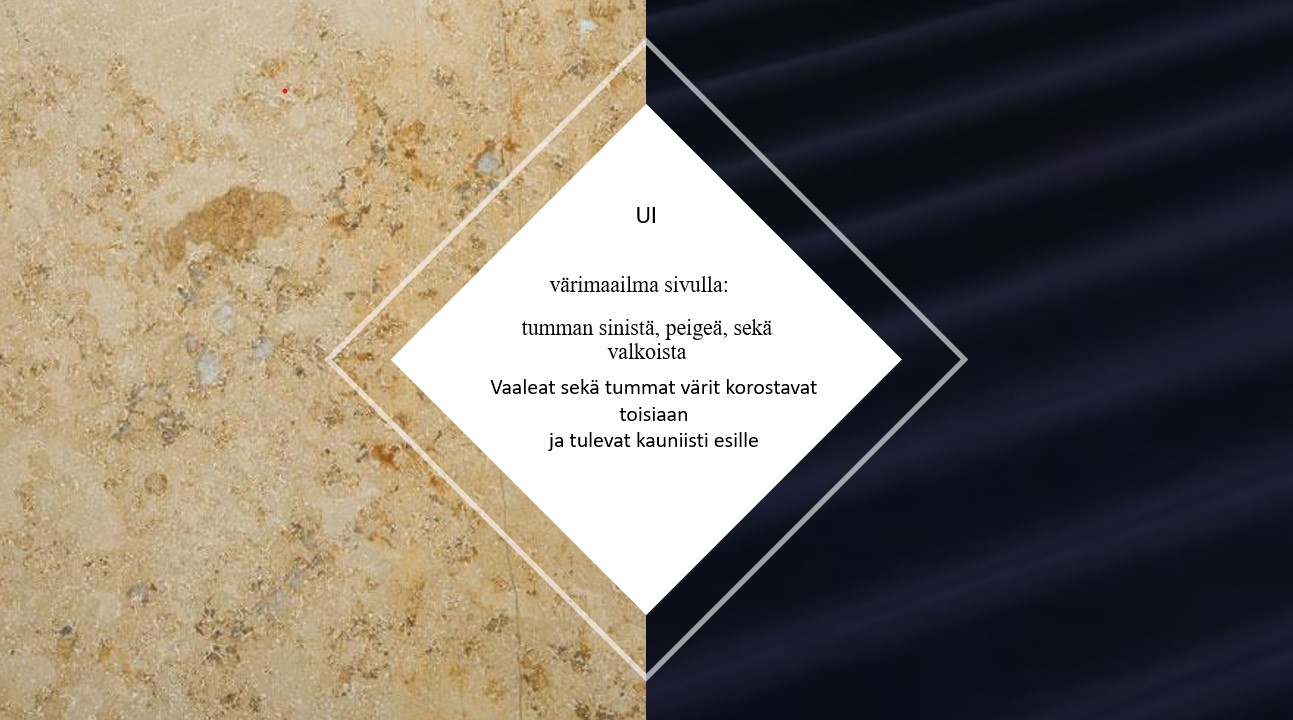 UI
värimaailma sivulla:
tumman sinistä, peigeä, sekä
valkoista
Vaaleat sekä tummat värit korostavat
toisiaan
ja tulevat kauniisti esille